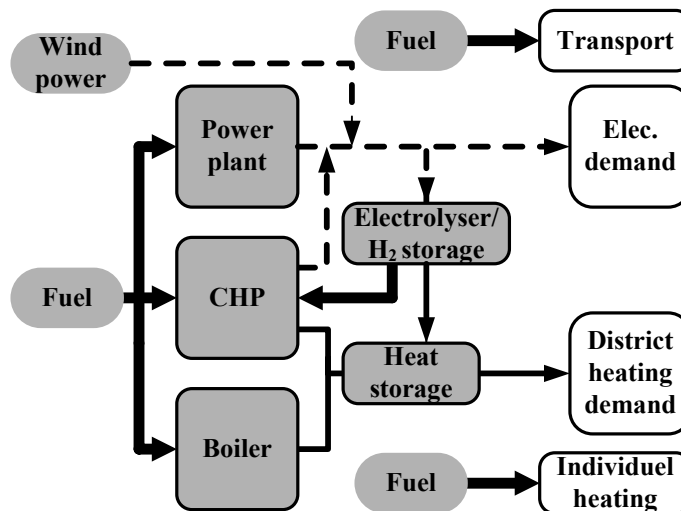 Wind
power
Fuel
Transport
Power
plant
Elec.
demand
Electrolyser/
H₂ storage
Fuel
CHP
Heat
storage
District
heating
demand
Boiler
Fuel
Individuel
heating